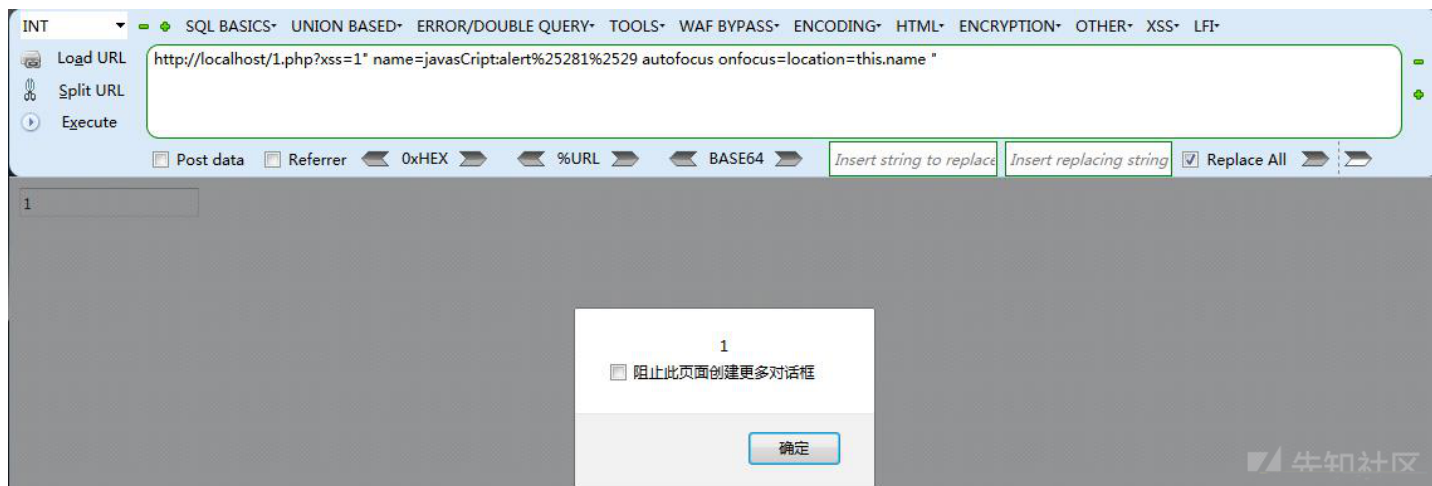 INT SQL BASICS UNION BASED ERROR/DOUBLE QUERY TOOLS WAF BYPASS ENCODING HTML ENCRYPTION OTHER XSS LFI
Load URL http://localhost/1.php?xss=1" name=javasCript:alert%25281%2529 autofocus onfocus=location=this.name "
Split URL
Execute
Post data Referrer 0xHEX %URL BASE64 Insert string to replace Insert replacing string Replace All
1
1
阻止此页面创建更多对话框
确定
先知社区